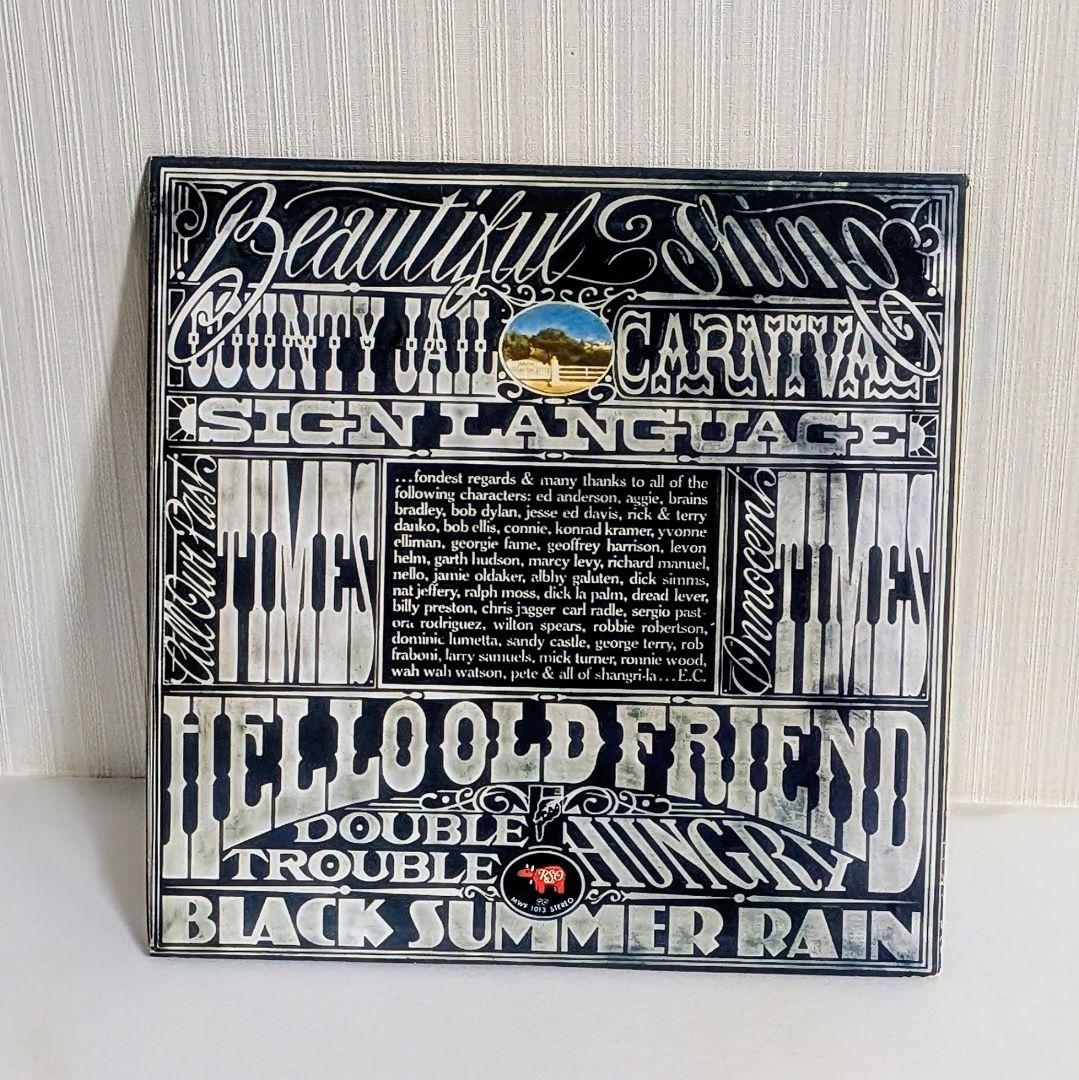 Beautiful Thing
COUNTY JAIL
CARNIVAL
SIGN LANGUAGE
All Our Past
TIMES
...fondest regards & many thanks to all of the
following characters: ed anderson, aggie, brains
bradley, bob dylan, jesse ed davis, rick & terry
danko, bob ellis, connie, konrad kramer, yvonne
elliman, georgie fame, geoffrey harrison, levon
helm, garth hudson, marcy levy, richard manuel,
nello, jamie oldaker, albhy galuten, dick simms,
nat jeffery, ralph moss, dick la palm, dread lever,
billy preston, chris jagger carl radle, sergio past-
ora rodriguez, wilton spears, robbie robertson,
dominic lumetta, sandy castle, george terry, rob
fraboni, larry samuels, mick turner, ronnie wood,
wah wah watson, pete & all of shangri-la...E.C.
Innocent
TIMES
HELLO OLD FRIEND
DOUBLE
TROUBLE
HUNGRY
RSO
MWF 1013 STEREO
BLACK SUMMER RAIN